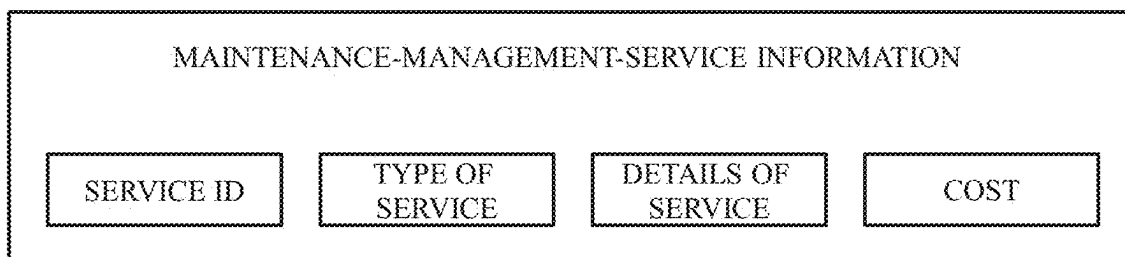 MAINTENANCE-MANAGEMENT-SERVICE INFORMATION
SERVICE ID
TYPE OF
SERVICE
DETAILS OF
SERVICE
COST